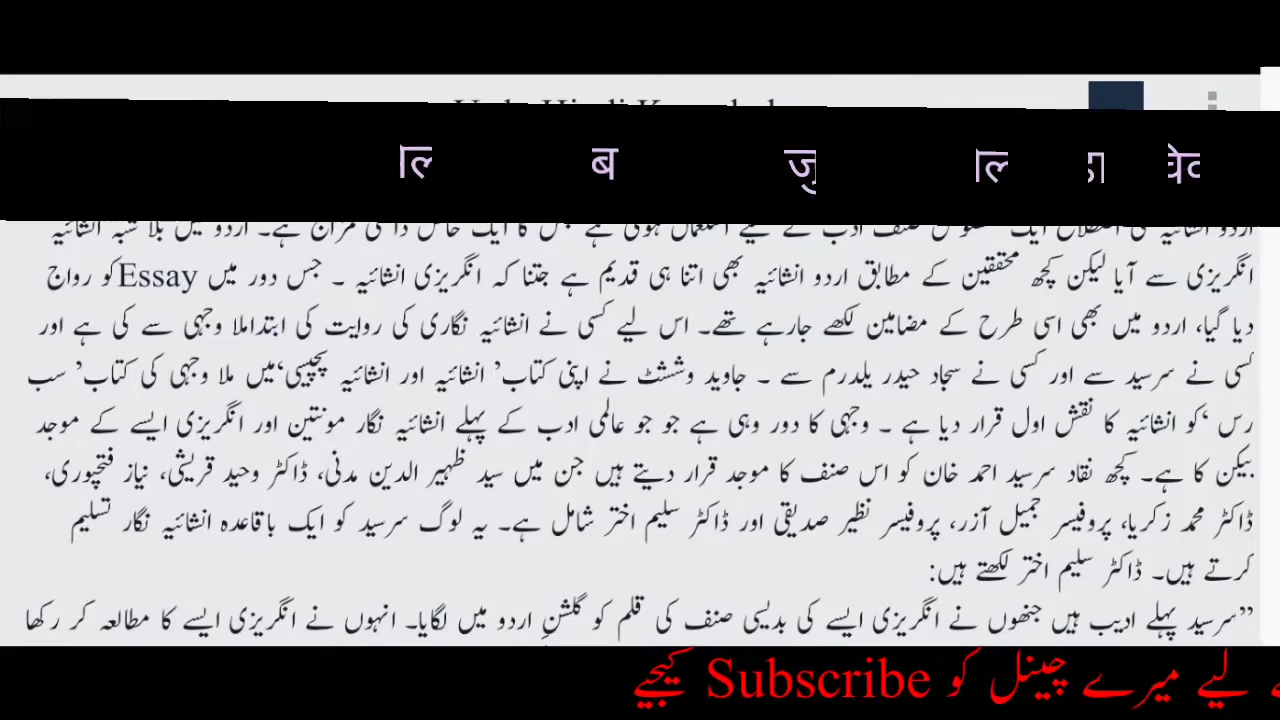 انگریزی سے آیا لیکن کچھ محققین کے مطابق اردو انشائیہ بھی اتنا ہی قدیم ہے جتنا کہ انگریزی انشائیہ ۔ جس دور میں Essay کو رواج
دیا گیا، اردو میں بھی اسی طرح کے مضامین لکھے جارہے تھے۔ اس لیے کسی نے انشائیہ نگاری کی روایت کی ابتداملا وجہی سے کی ہے اور
کسی نے سرسید سے اور کسی نے سجاد حیدر یلدرم سے ۔ جاوید وششٹ نے اپنی کتاب’ انشائیہ اور انشائیہ پچیسی‘میں ملا وجہی کی کتاب’ سب
رس ‘کو انشائیہ کا نقش اول قرار دیا ہے ۔ وجہی کا دور وہی ہے جو جو عالمی ادب کے پہلے انشائیہ نگار مونتین اور انگریزی ایسے کے موجد
بیکن کا ہے۔ کچھ نقاد سرسید احمد خان کو اس صنف کا موجد قرار دیتے ہیں جن میں سید ظہیر الدین مدنی، ڈاکٹر وحید قریشی، نیاز فتحپوری،
ڈاکٹر محمد زکریا، پروفیسر جمیل آزر، پروفیسر نظیر صدیقی اور ڈاکٹر سلیم اختر شامل ہے۔ یہ لوگ سرسید کو ایک باقاعدہ انشائیہ نگار تسلیم
کرتے ہیں۔ ڈاکٹر سلیم اختر لکھتے ہیں:
”سرسید پہلے ادیب ہیں جنھوں نے انگریزی ایسے کی بدیسی صنف کی قلم کو گلشنِ اردو میں لگایا۔ انہوں نے انگریزی ایسے کا مطالعہ کر رکھا
لیے میرے چینل کو Subscribe کیجیے